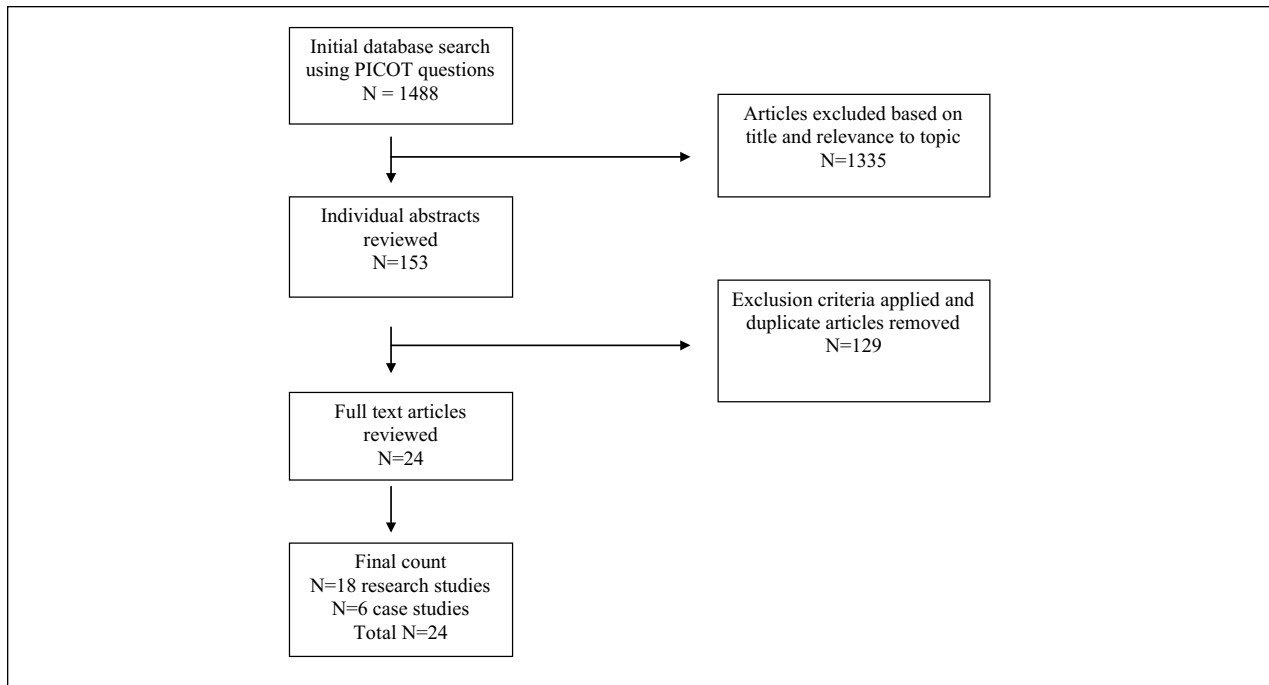 Initial database search
using PICOT questions
N = 1488
Articles excluded based on
title and relevance to topic
N=1335
Individual abstracts
reviewed
N=153
Exclusion criteria applied and
duplicate articles removed
N=129
Full text articles
reviewed
N=24
Final count
N=18 research studies
N=6 case studies
Total N=24